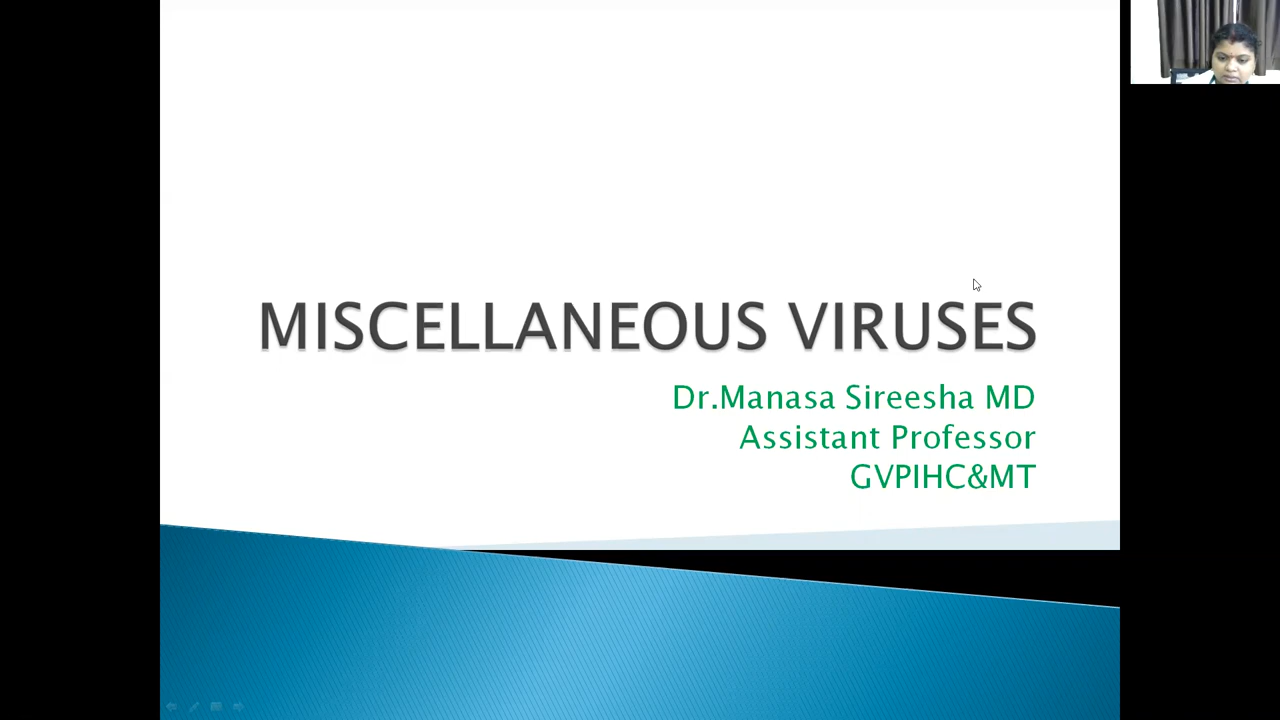 MISCELLANEOUS VIRUSES
Dr.Manasa Sireesha MD
Assistant Professor
GVPIHC&MT